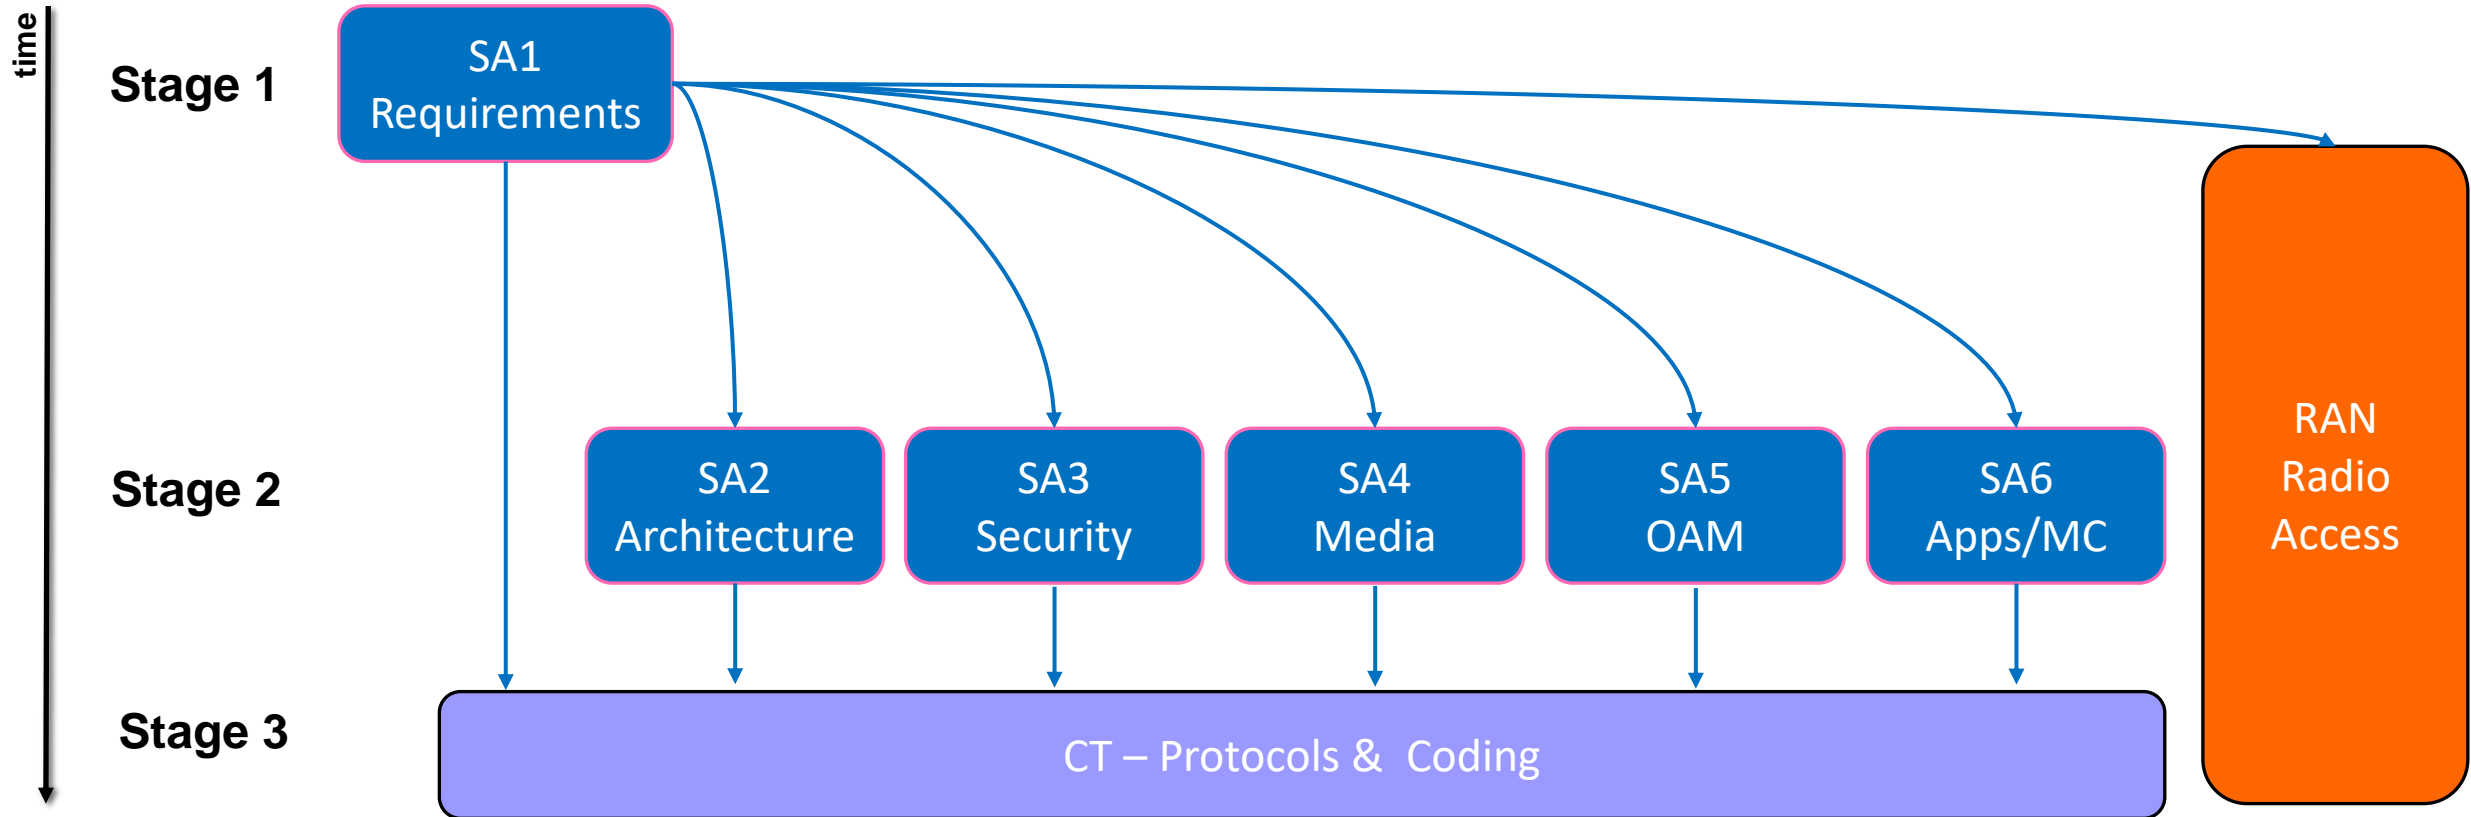 time
Stage 1
SA1
Requirements
Stage 2
SA2
Architecture
SA3
Security
SA4
Media
SA5
OAM
SA6
Apps/MC
RAN
Radio
Access
Stage 3
CT – Protocols &  Coding